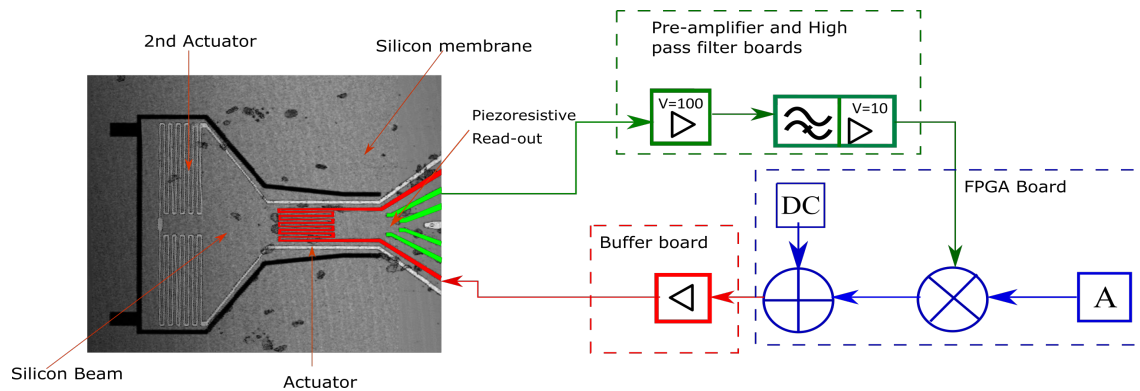 2nd Actuator
Silicon membrane
Pre-amplifier and High
pass filter boards
Piezoresistive
Read-out
V=100
V=10
FPGA Board
DC
Buffer board
A
Silicon Beam
Actuator